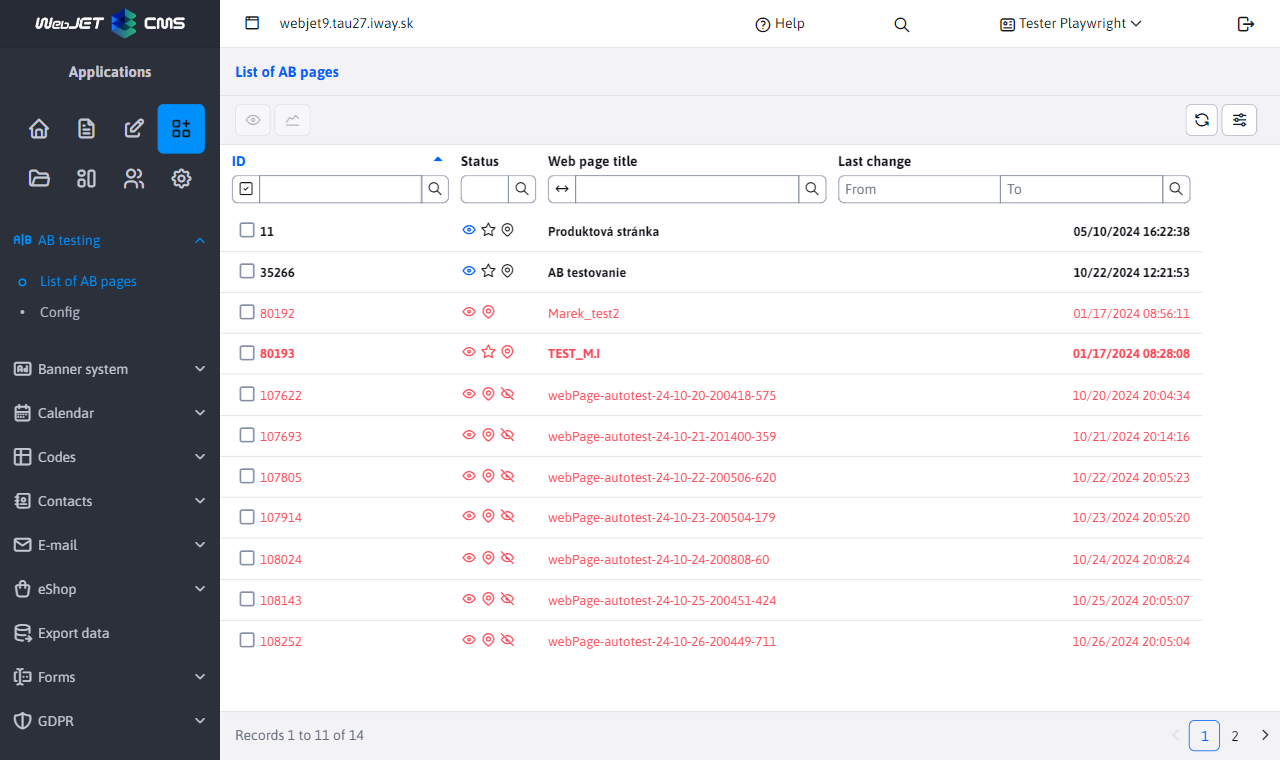 WebJET CMS
webjet9.tau27.iway.sk
Help
Tester Playwright
Applications
List of AB pages
AB testing
List of AB pages
Config
Banner system
Calendar
Codes
Contacts
E-mail
eShop
Export data
Forms
GDPR
ID Status Web page title Last change
From To
11 Produktová stránka 05/10/2024 16:22:38
35266 AB testovanie 10/22/2024 12:21:53
80192 Marek_test2 01/17/2024 08:56:11
80193 TEST_M.I 01/17/2024 08:28:08
107622 webPage-autotest-24-10-20-200418-575 10/20/2024 20:04:34
107693 webPage-autotest-24-10-21-201400-359 10/21/2024 20:14:16
107805 webPage-autotest-24-10-22-200506-620 10/22/2024 20:05:23
107914 webPage-autotest-24-10-23-200504-179 10/23/2024 20:05:20
108024 webPage-autotest-24-10-24-200808-60 10/24/2024 20:08:24
108143 webPage-autotest-24-10-25-200451-424 10/25/2024 20:05:07
108252 webPage-autotest-24-10-26-200449-711 10/26/2024 20:05:04
Records 1 to 11 of 14
1 2